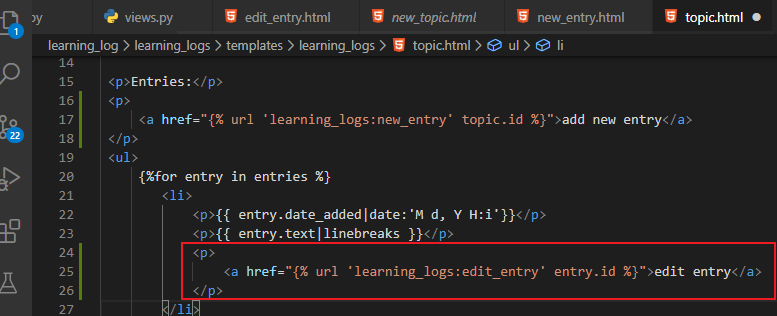 py
views.py
edit_entry.html
new_topic.html
new_entry.html
topic.html
1
learning_log > learning_logs > templates > learning_logs > topic.html > ul > li
14
15 <p>Entries:</p>
16 <p>
17 <a href="{% url 'learning_logs:new_entry' topic.id %}">add new entry</a>
18 </p>
19 <ul>
20 {%for entry in entries %}
21 <li>
22 <p>{{ entry.date_added|date:'M d, Y H:i'}}</p>
23 <p>{{ entry.text|linebreaks }}</p>
24 <p>
25 <a href="{% url 'learning_logs:edit_entry' entry.id %}">edit entry</a>
26 </p>
27 </li>
22